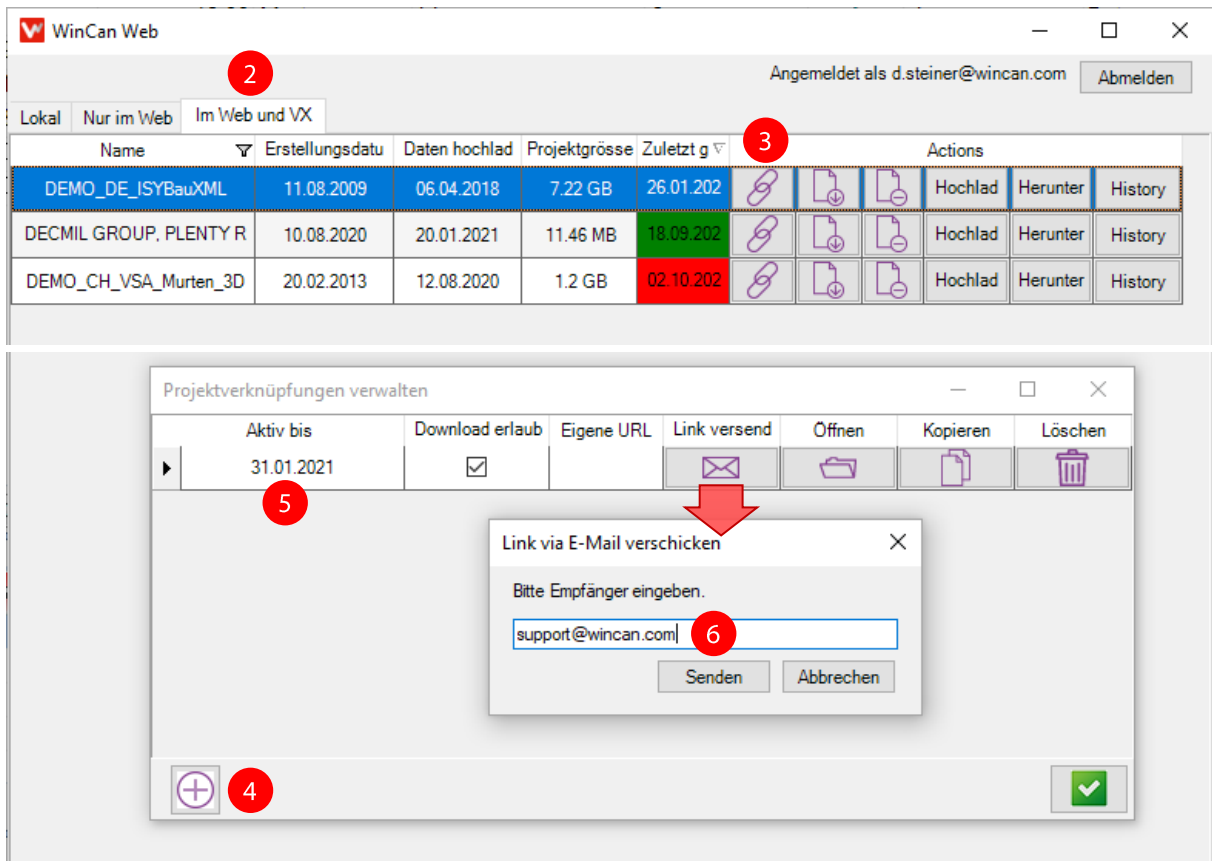 WinCan Web
2
Angemeldet als d.steiner@wincan.com Abmelden
Lokal Nur im Web Im Web und VX
Name Erstellungsdatu Daten hochlad Projektgrösse Zuletzt g 3 Actions
DEMO_DE_ISYBauXML 11.08.2009 06.04.2018 7.22 GB 26.01.202 Hochlad Herunter History
DECMIL GROUP, PLENTY R 10.08.2020 20.01.2021 11.46 MB 18.09.202 Hochlad Herunter History
DEMO_CH_VSA_Murten_3D 20.02.2013 12.08.2020 1.2 GB 02.10.202 Hochlad Herunter History
Projektverknüpfungen verwalten
Aktiv bis Download erlaub Eigene URL Link versend Öffnen Kopieren Löschen
31.01.2021
5
Link via E-Mail verschicken
Bitte Empfänger eingeben.
support@wincan.com 6
Senden Abbrechen
4